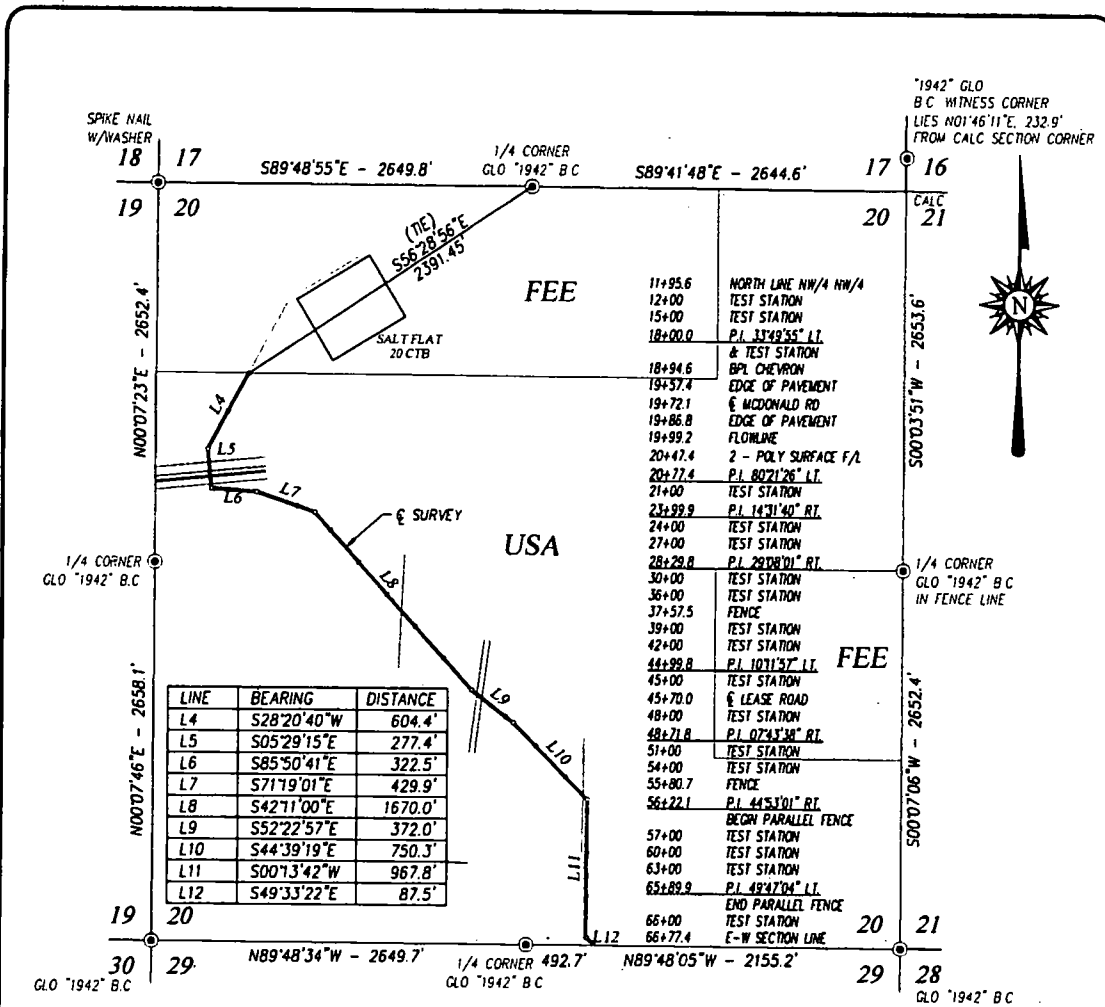 "1942" GLO
B C WITNESS CORNER
LIES N01°46'11"E, 232.9'
FROM CALC SECTION CORNER
SPIKE NAIL
W/WASHER
18 17
S89°48'55"E - 2649.8'
1/4 CORNER
GLO "1942" B C
S89°41'48"E - 2644.6'
17 16
19 20
20 CALC 21
(TIE)
S56°28'56"E
2391.45'
FEE
SALT FLAT
20 CTB
N00°07'23"E - 2652.4'
S00°03'51"W - 2653.6'
N
11+95.6 NORTH LINE NW/4 NW/4
12+00 TEST STATION
15+00 TEST STATION
18+00.0 P.I. 33°49'55" LT.
& TEST STATION
18+94.6 BPL CHEVRON
19+57.4 EDGE OF PAVEMENT
19+72.1 ℄ MCDONALD RD
19+86.8 EDGE OF PAVEMENT
19+99.2 FLOWLINE
20+47.4 2 - POLY SURFACE F/L
20+77.4 P.I. 80°21'26" LT.
21+00 TEST STATION
23+99.9 P.I. 14°31'40" RT.
24+00 TEST STATION
27+00 TEST STATION
28+29.8 P.I. 29°08'01" RT.
30+00 TEST STATION
36+00 TEST STATION
37+57.5 FENCE
39+00 TEST STATION
42+00 TEST STATION
44+99.8 P.I. 10°11'57" LT.
45+00 TEST STATION
45+70.0 ℄ LEASE ROAD
48+00 TEST STATION
48+71.8 P.I. 07°43'38" RT.
51+00 TEST STATION
54+00 TEST STATION
55+80.7 FENCE
56+22.1 P.I. 44°53'01" RT.
BEGIN PARALLEL FENCE
57+00 TEST STATION
60+00 TEST STATION
63+00 TEST STATION
65+89.9 P.I. 49°47'04" LT.
END PARALLEL FENCE
66+00 TEST STATION
66+77.4 E-W SECTION LINE
L4
L5
L6
L7
℄ SURVEY
USA
L8
L9
L10
L11
L12
1/4 CORNER
GLO "1942" B.C
1/4 CORNER
GLO "1942" B C
IN FENCE LINE
FEE
N00°07'46"E - 2658.1'
S00°07'06"W - 2652.4'
LINE BEARING DISTANCE
L4 S28°20'40"W 604.4'
L5 S05°29'15"E 277.4'
L6 S85°50'41"E 322.5'
L7 S71°19'01"E 429.9'
L8 S42°11'00"E 1670.0'
L9 S52°22'57"E 372.0'
L10 S44°39'19"E 750.3'
L11 S00°13'42"W 967.8'
L12 S49°33'22"E 87.5'
19 20
20 21
30 29
N89°48'34"W - 2649.7'
1/4 CORNER
GLO "1942" B C
492.7'
N89°48'05"W - 2155.2'
29 28
GLO "1942" B.C
GLO "1942" B C